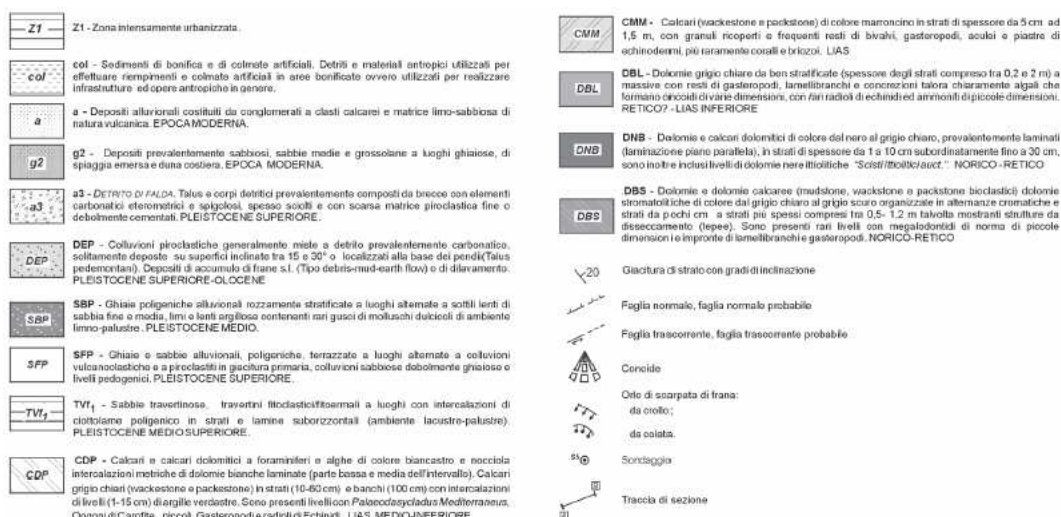 Z1
Z1 - Zona intensamente urbanizzata.
col
col - Sedimenti di bonifica e di colmate artificiali. Detriti e materiali antropici utilizzati per
effettuare riempimenti e colmate artificiali in aree bonificate ovvero utilizzati per realizzare
infrastrutture ed opere antropiche in genere.
a
a - Depositi alluvionali costituiti da conglomerati a clasti calcarei e matrice limo-sabbiosa di
natura vulcanica. EPOCA MODERNA.
g2
g2 - Depositi prevalentemente sabbiosi, sabbie medie e grossolane a luoghi ghiaiose, di
spiaggia emersa e duna costiera. EPOCA MODERNA.
a3
a3 - DETRITO DI FALDA. Talus e corpi detritici prevalentemente composti da brecce con elementi
carbonatici eterometrici e spigolosi, spesso sciolti e con scarsa matrice piroclastica fine o
debolmente cementati. PLEISTOCENE SUPERIORE.
DEP
DEP - Colluvioni piroclastiche generalmente miste a detrito prevalentemente carbonatico,
solitamente deposte su superfici inclinate tra 15 e 30° o localizzati alla base dei pendii(Talus
pedemontani). Depositi di accumulo di frane s.l. (Tipo debris-mud-earth flow) e di dilavamento.
PLEISTOCENE SUPERIORE-OLOCENE
SBP
SBP - Ghiaie poligeniche alluvionali rozzamente stratificate a luoghi alternate a sottili lenti di
sabbia fine e media, limi e lenti argillose contenenti rari gusci di molluschi dulcicoli di ambiente
limno-palustre. PLEISTOCENE MEDIO.
SFP
SFP - Ghiaie e sabbie alluvionali, poligeniche, terrazzate a luoghi alternate a colluvioni
vulcanoclastiche e a piroclastiti in giacitura primaria, colluvioni sabbiose debolmente ghiaiose e
livelli pedogenici. PLEISTOCENE SUPERIORE.
TVf1
TVf1 - Sabbie travertinose, travertini fitoclastici/fitoermali a luoghi con intercalazioni di
ciottolame poligenico in strati e lamine suborizzontali (ambiente lacustre-palustre).
PLEISTOCENE MEDIO SUPERIORE.
CDP
CDP - Calcari e calcari dolomitici a foraminiferi e alghe di colore biancastro e nocciola
intercalazioni metriche di dolomie bianche laminate (parte bassa e media dell'intervallo). Calcari
grigio chiari (wackestone e packestone) in strati (10-60 cm) e banchi (100 cm) con intercalazioni
di livelli (1-15 cm) di argille verdastre. Sono presenti livelli con Palaeodasycladus Mediterraneus,
Oogoni di Carofite, piccoli Gasteropodi e radioli di Echinidi. LIAS MEDIO-INFERIORE
CMM
CMM - Calcari (wackestone e packstone) di colore marroncino in strati di spessore da 5 cm ad
1,5 m, con granuli ricoperti e frequenti resti di bivalvi, gasteropodi, aculei e piastre di
echinodermi, più raramente coralli e briozoi. LIAS
DBL
DBL - Dolomie grigio chiare da ben stratificate (spessore degli strati compreso tra 0,2 e 2 m) a
massive con resti di gasteropodi, lamellibranchi e concrezioni talora chiaramente algali che
formano oncoidi di varie dimensioni, con rari radioli di echinidi ed ammoniti di piccole dimensioni.
RETICO? - LIAS INFERIORE
DNB
DNB - Dolomie e calcari dolomitici di colore dal nero al grigio chiaro, prevalentemente laminati
(laminazione piano parallela), in strati di spessore da 1 a 10 cm subordinatamente fino a 30 cm,
sono inoltre inclusi livelli di dolomie nere ittiolitiche "Scisti Ittiolitici auct.". NORICO - RETICO
DBS
DBS - Dolomie e dolomie calcaree (mudstone, wackstone e packstone bioclastici) dolomie
stromatolitiche di colore dal grigio chiaro al grigio scuro organizzate in alternanze cromatiche e
strati da pochi cm a strati più spessi compresi tra 0,5- 1,2 m talvolta mostranti strutture da
disseccamento (tepee). Sono presenti rari livelli con megalodontidi di norma di piccole
dimensioni e impronte di lamellibranchi e gasteropodi. NORICO-RETICO
20
Giacitura di strato con gradi di inclinazione
Faglia normale, faglia normale probabile
Faglia trascorrente, faglia trascorrente probabile
Conoide
Orlo di scarpata di frana:
da crollo;
da colata.
Sondaggio
Traccia di sezione